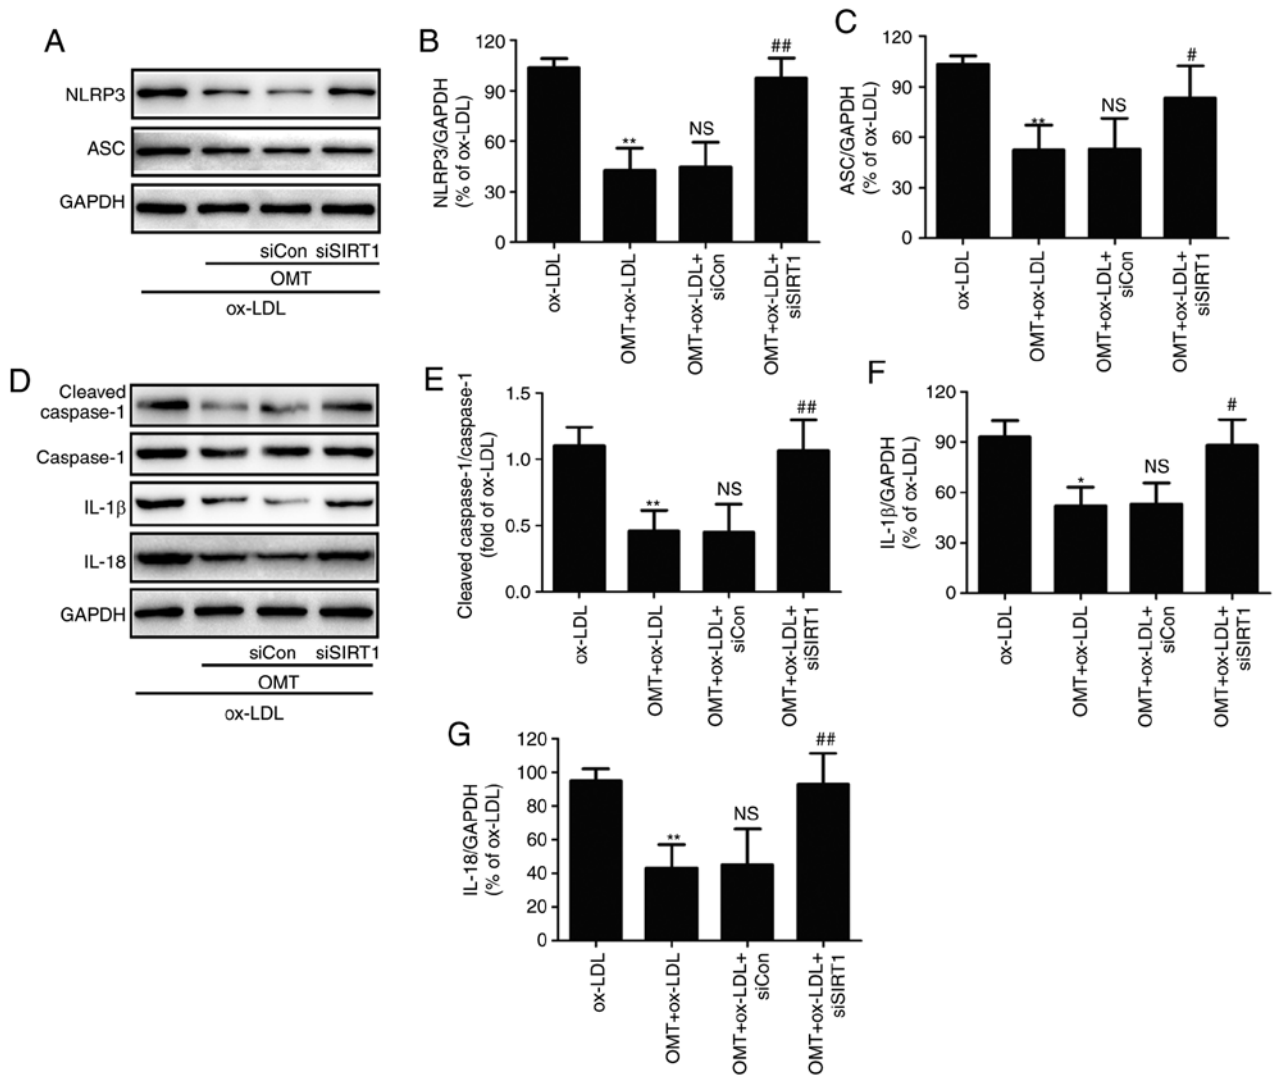 A
NLRP3
ASC
GAPDH
siCon siSIRT1
OMT
ox-LDL
B
NLRP3/GAPDH
(% of ox-LDL)
120
90
60
30
0
**
NS
##
ox-LDL
OMT+ox-LDL
OMT+ox-LDL+
siCon
OMT+ox-LDL+
siSIRT1
C
ASC/GAPDH
(% of ox-LDL)
120
90
60
30
0
**
NS
#
ox-LDL
OMT+ox-LDL
OMT+ox-LDL+
siCon
OMT+ox-LDL+
siSIRT1
D
Cleaved
caspase-1
Caspase-1
IL-1β
IL-18
GAPDH
siCon siSIRT1
OMT
ox-LDL
E
Cleaved caspase-1/caspase-1
(fold of ox-LDL)
1.5
1.0
0.5
0.0
**
NS
##
ox-LDL
OMT+ox-LDL
OMT+ox-LDL+
siCon
OMT+ox-LDL+
siSIRT1
F
IL-1β/GAPDH
(% of ox-LDL)
120
90
60
30
0
*
NS
#
ox-LDL
OMT+ox-LDL
OMT+ox-LDL+
siCon
OMT+ox-LDL+
siSIRT1
G
IL-18/GAPDH
(% of ox-LDL)
120
100
80
60
40
20
0
**
NS
##
ox-LDL
OMT+ox-LDL
OMT+ox-LDL+
siCon
OMT+ox-LDL+
siSIRT1